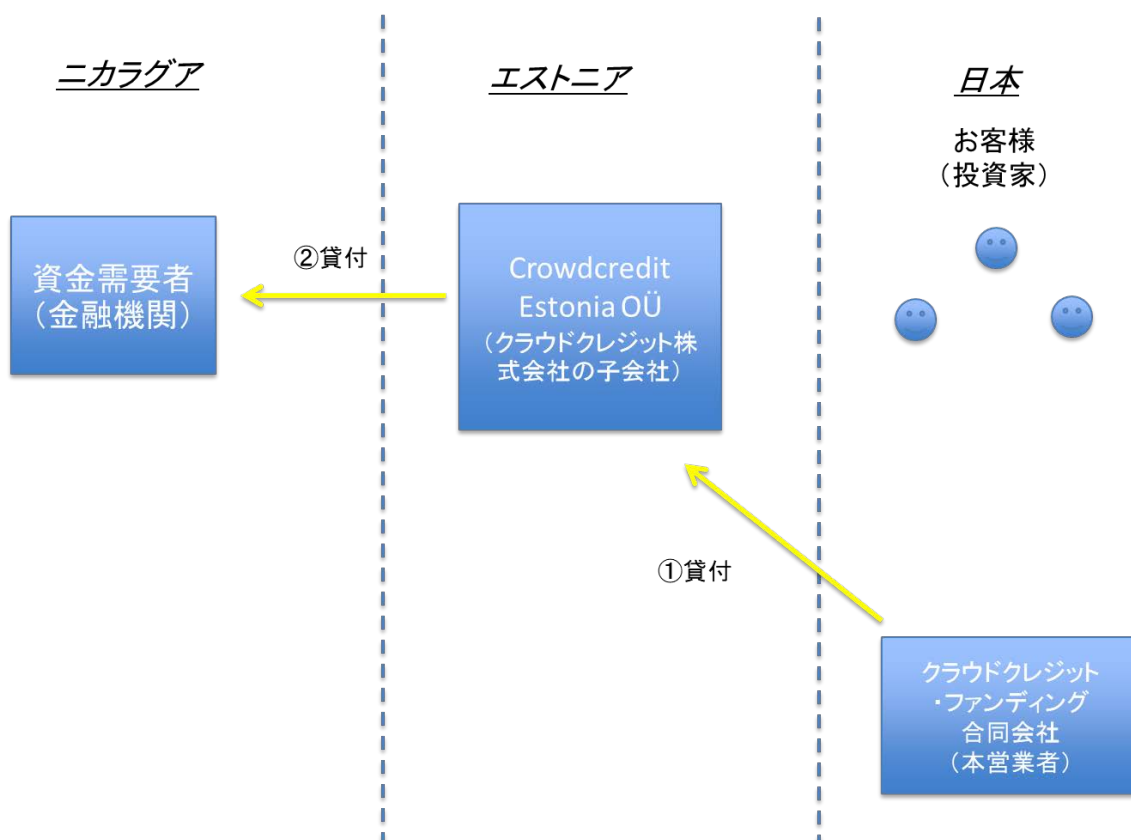 ニカラグア
エストニア
日本
お客様
（投資家）
資金需要者
（金融機関）
②貸付
Crowdcredit
Estonia OÜ
（クラウドクレジット株
式会社の子会社）
①貸付
クラウドクレジット
・ファンディング
合同会社
（本営業者）